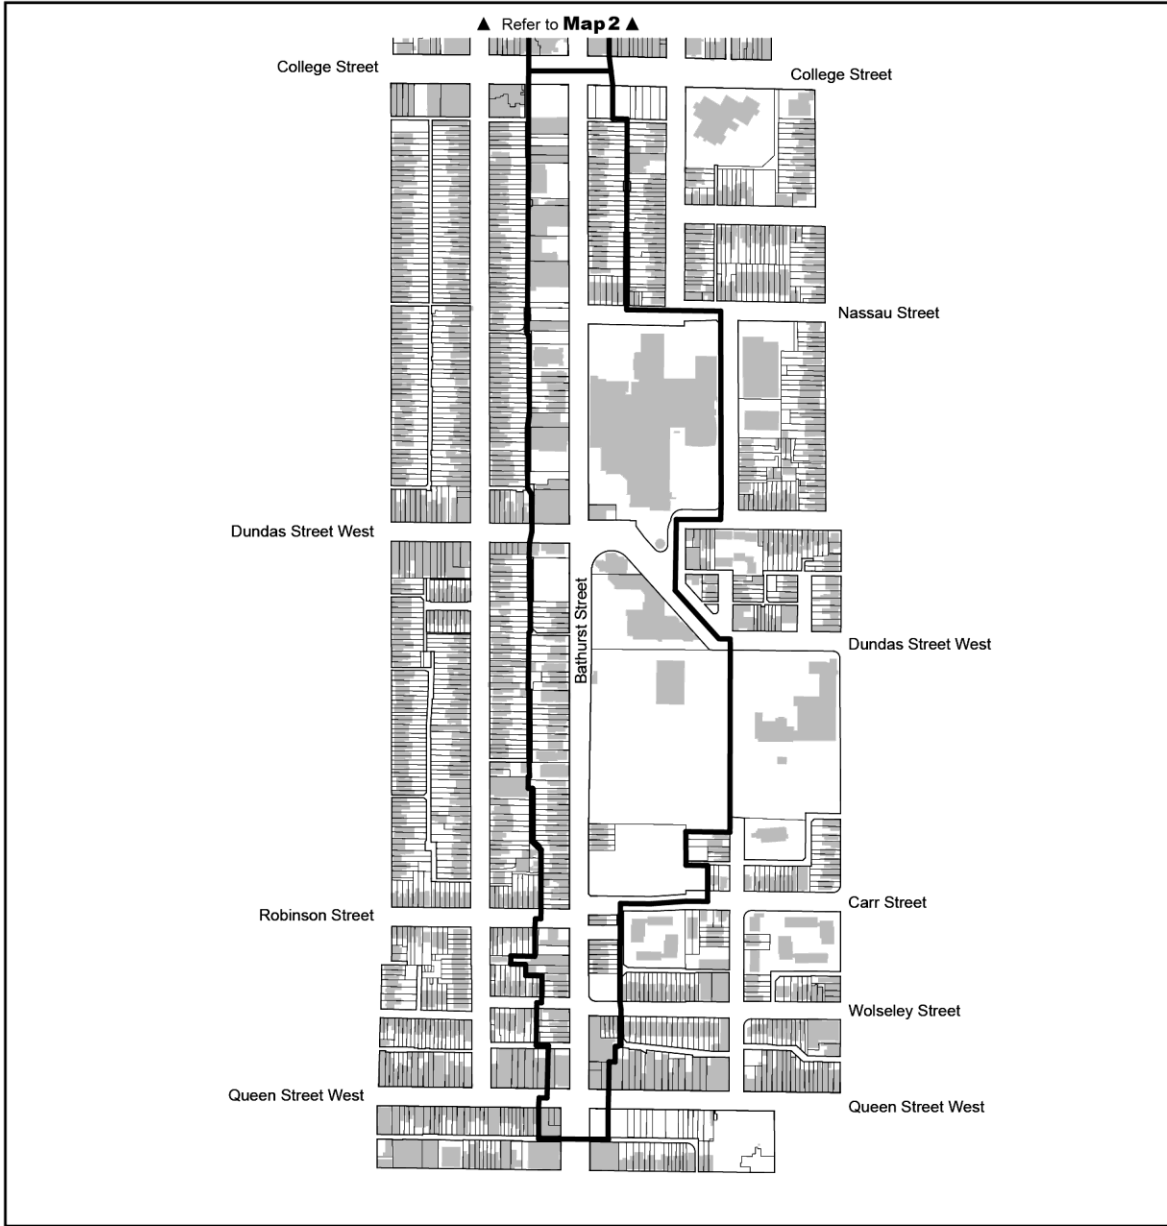 ▲ Refer to Map 2 ▲
College Street
College Street
Nassau Street
Dundas Street West
Bathurst Street
Dundas Street West
Carr Street
Robinson Street
Wolseley Street
Queen Street West
Queen Street West